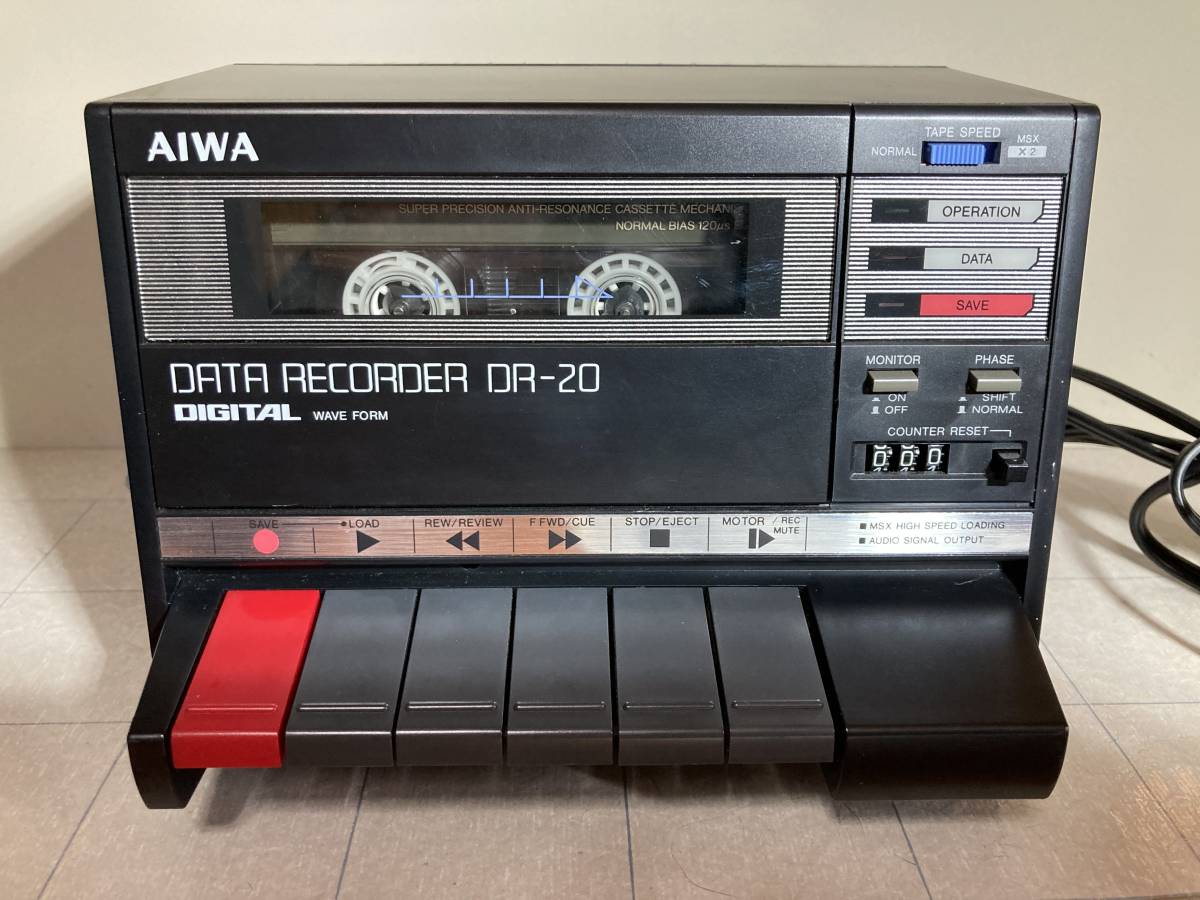 AIWA
TAPE SPEED
NORMAL
MSX
X2
SUPER PRECISION ANTI-RESONANCE CASSETTE MECHANI
NORMAL BIAS 120µs
OPERATION
DATA
SAVE
DATA RECORDER DR-20
DIGITAL WAVE FORM
MONITOR
ON
OFF
PHASE
SHIFT
NORMAL
COUNTER RESET
000
SAVE
LOAD
REW/REVIEW
F FWD/CUE
STOP/EJECT
MOTOR / REC MUTE
MSX HIGH SPEED LOADING
AUDIO SIGNAL OUTPUT